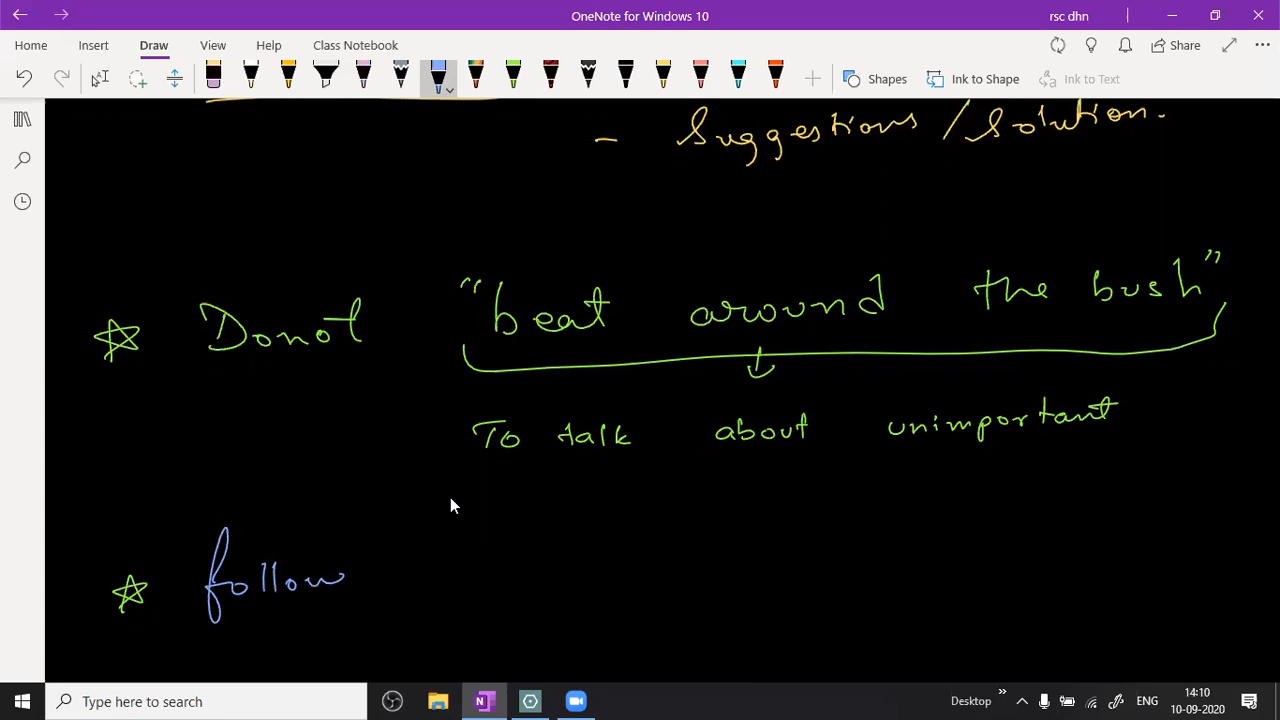 OneNote for Windows 10
rsc dhn
Home Insert Draw View Help Class Notebook
Share
Shapes
Ink to Shape
Ink to Text
- Suggestions/Solution.
Donot "beat around the bush"
To talk about unimportant
follow
Type here to search
Desktop
ENG
14:10
10-09-2020